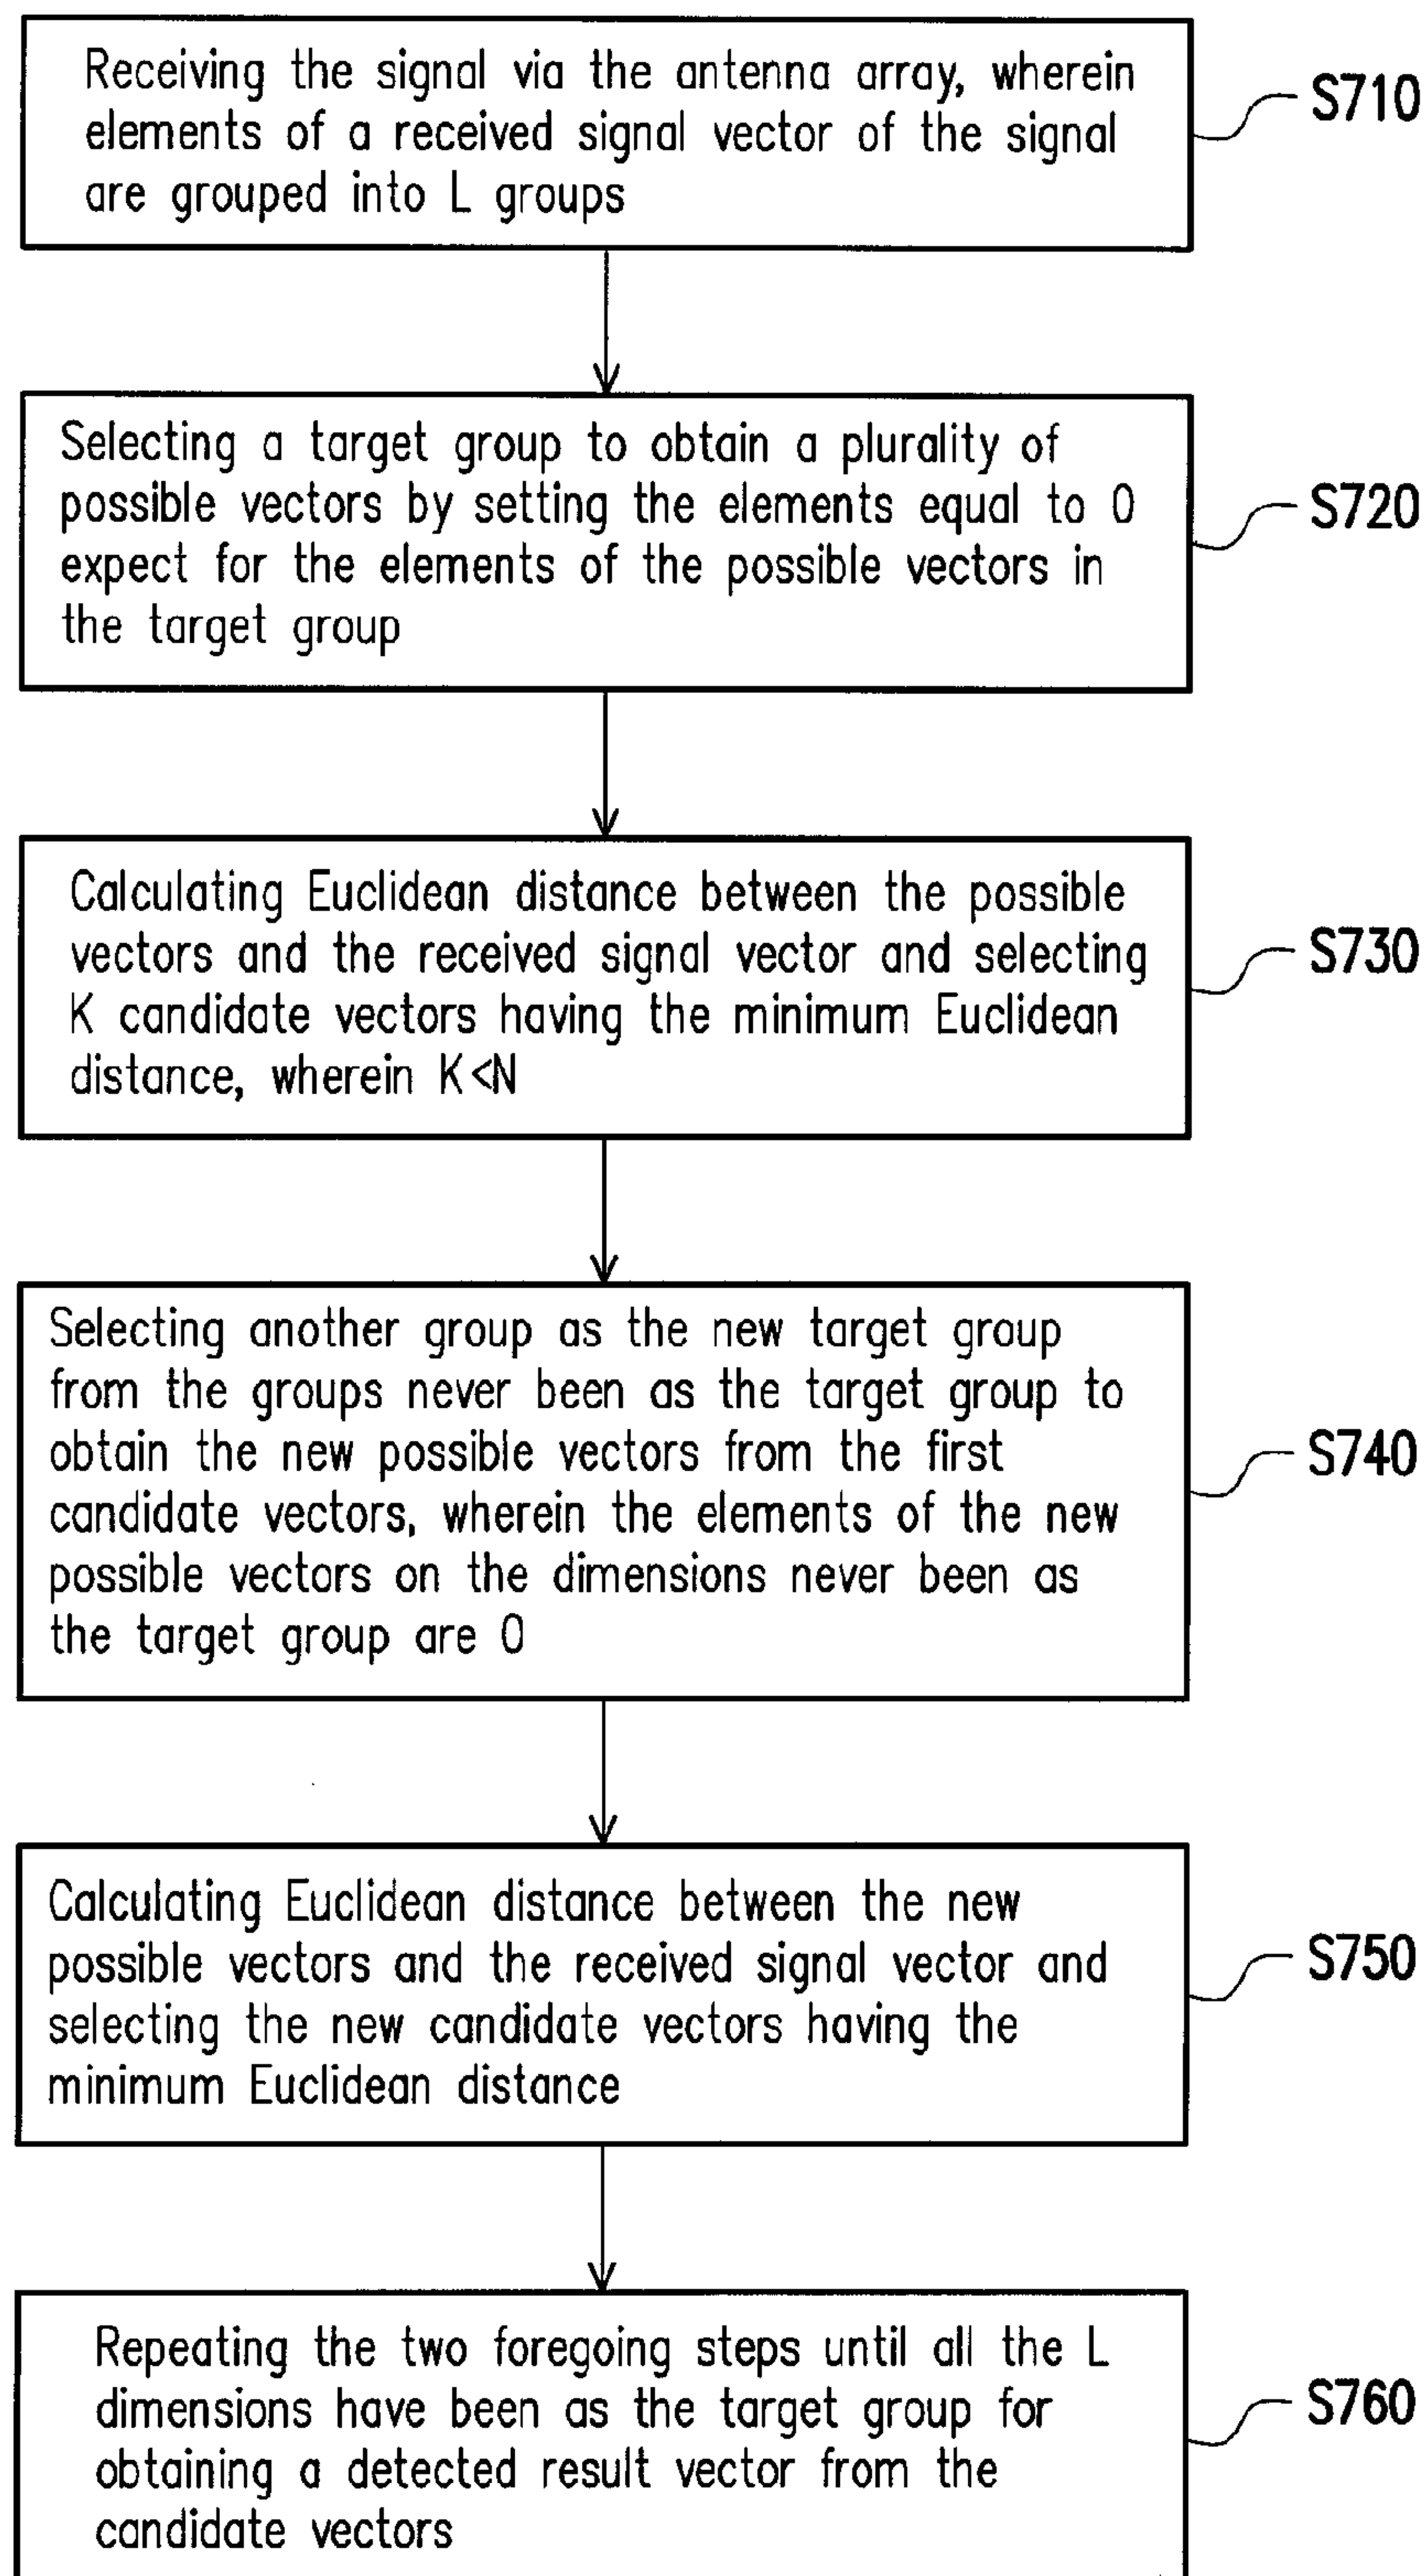 Receiving the signal via the antenna array, wherein
elements of a received signal vector of the signal
are grouped into L groups
S710
Selecting a target group to obtain a plurality of
possible vectors by setting the elements equal to 0
expect for the elements of the possible vectors in
the target group
S720
Calculating Euclidean distance between the possible
vectors and the received signal vector and selecting
K candidate vectors having the minimum Euclidean
distance, wherein K<N
S730
Selecting another group as the new target group
from the groups never been as the target group to
obtain the new possible vectors from the first
candidate vectors, wherein the elements of the new
possible vectors on the dimensions never been as
the target group are 0
S740
Calculating Euclidean distance between the new
possible vectors and the received signal vector and
selecting the new candidate vectors having the
minimum Euclidean distance
S750
Repeating the two foregoing steps until all the L
dimensions have been as the target group for
obtaining a detected result vector from the
candidate vectors
S760